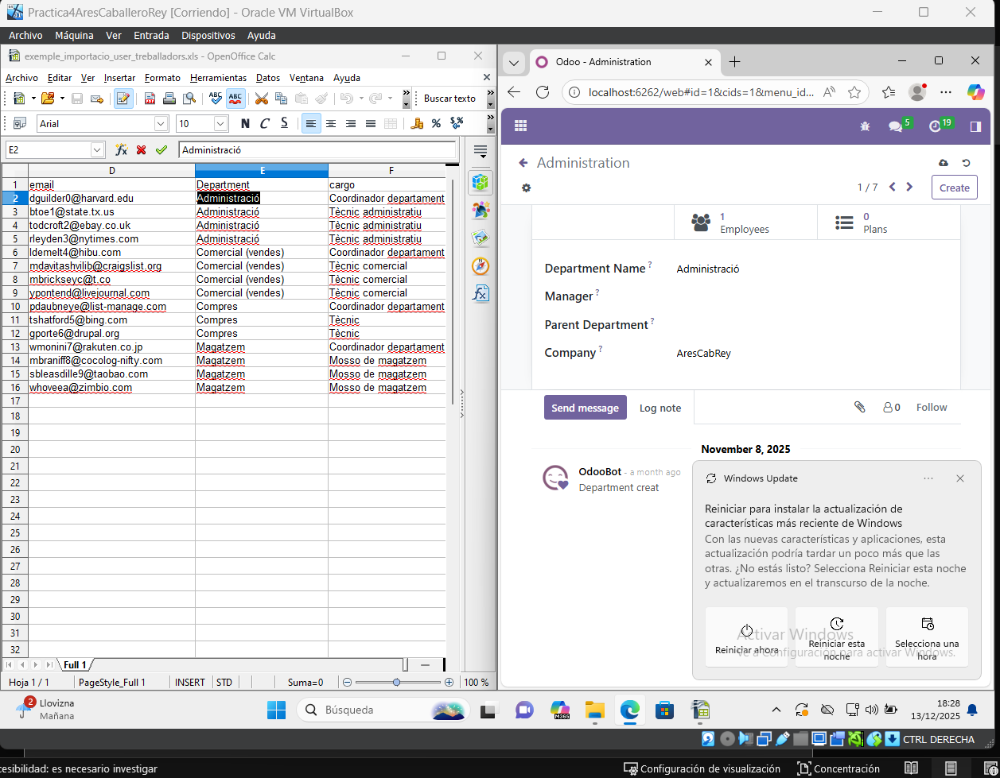 Practica4AresCaballeroRey [Corriendo] - Oracle VM VirtualBox
Archivo Máquina Ver Entrada Dispositivos Ayuda
exemple_importacio_user_treballadors.xls - OpenOffice Calc
Archivo Editar Ver Insertar Formato Herramientas Datos Ventana Ayuda
Buscar texto
Arial 10 N C S
E2 Administració
D E F
1 email Department cargo
2 dguilder0@harvard.edu Administració Coordinador departament
3 btoe1@state.tx.us Administració Tècnic administratiu
4 todcroft2@ebay.co.uk Administració Tècnic administratiu
5 rleyden3@nytimes.com Administració Tècnic administratiu
6 ldemelt4@hibu.com Comercial (vendes) Coordinador departament
7 mdavitashvilib@craigslist.org Comercial (vendes) Tècnic comercial
8 mbrickseyc@t.co Comercial (vendes) Tècnic comercial
9 ypontend@livejournal.com Comercial (vendes) Tècnic comercial
10 pdaubneye@list-manage.com Compres Coordinador departament
11 tshatford5@bing.com Compres Tècnic
12 gporte6@drupal.org Compres Tècnic
13 wmonini7@rakuten.co.jp Magatzem Coordinador departament
14 mbraniff8@cocolog-nifty.com Magatzem Mosso de magatzem
15 sbleasdille9@taobao.com Magatzem Mosso de magatzem
16 whoveea@zimbio.com Magatzem Mosso de magatzem
17
18
19
20
21
22
23
24
25
26
27
28
29
30
31
32
Full 1
Hoja 1 / 1 PageStyle_Full 1 INSERT STD Suma=0 100 %
Odoo - Administration
localhost:6262/web#id=1&cids=1&menu_id...
5 19
Administration
1 / 7 Create
1
Employees
0
Plans
Department Name ? Administració
Manager ?
Parent Department ?
Company ? AresCabRey
Send message Log note 0 Follow
November 8, 2025
OdooBot - a month ago
Department creat
Windows Update
Reiniciar para instalar la actualización de
características más reciente de Windows
Con las nuevas características y aplicaciones, esta
actualización podría tardar un poco más que las
otras. ¿No estás listo? Selecciona Reiniciar esta noche
y actualizaremos en el transcurso de la noche.
Reiniciar ahora
Reiniciar esta
noche
Selecciona una
hora
Activar Windows
Ve a Configuración para activar Windows.
2 Llovizna
Mañana
Búsqueda
M365
18:28
13/12/2025
CTRL DERECHA
cesibilidad: es necesario investigar
Configuración de visualización Concentración